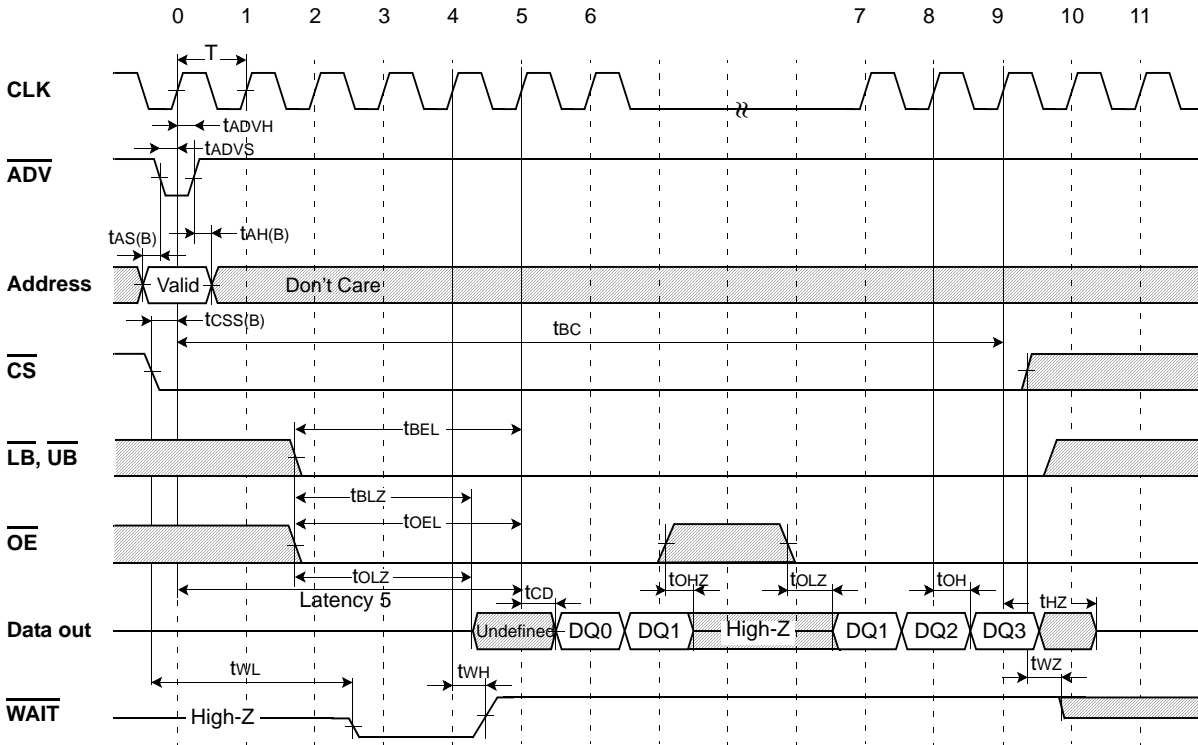 0 1 2 3 4 5 6 7 8 9 10 11
T
CLK
tADVH
tADVS
ADV
tAS(B) tAH(B)
Address Valid Don't Care
tCSS(B)
tBC
CS
tBEL
LB, UB
tBLZ
tOEL
OE
tOLZ tOHZ tOLZ tOH
Latency 5 tCD tHZ
Data out Undefined DQ0 DQ1 High-Z DQ1 DQ2 DQ3
tWL tWH tWZ
WAIT High-Z